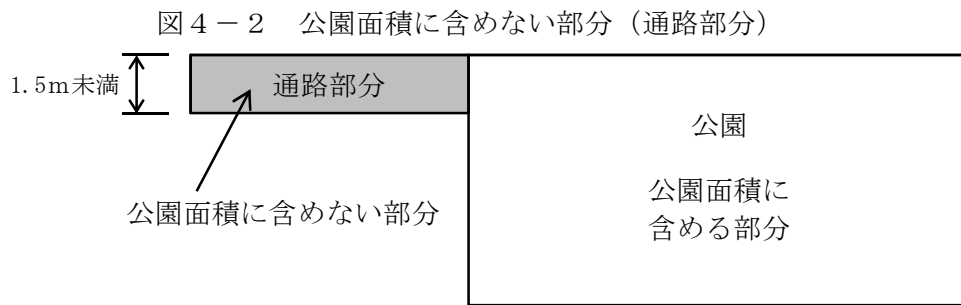 図４－２　公園面積に含めない部分（通路部分）
1.5m未満
通路部分
公園面積に含めない部分
公園
公園面積に
含める部分